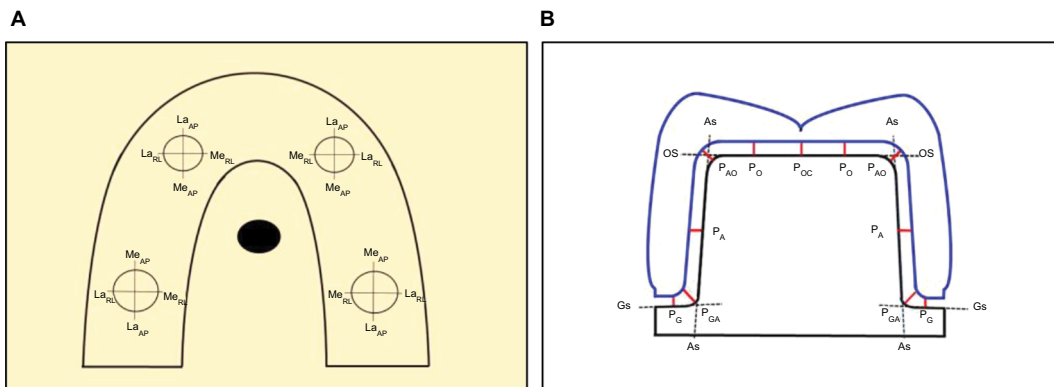 A
La_AP La_AP
La_RL Me_RL Me_RL La_RL
Me_AP Me_AP
Me_AP Me_AP
La_RL Me_RL Me_RL La_RL
La_AP La_AP
B
As As
OS OS
P_AO P_O P_OC P_O P_AO
P_A P_A
Gs P_G P_GA P_GA P_G Gs
As As